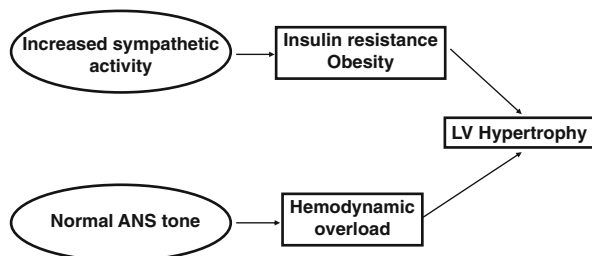 Increased sympathetic
activity
Insulin resistance
Obesity
LV Hypertrophy
Normal ANS tone
Hemodynamic
overload